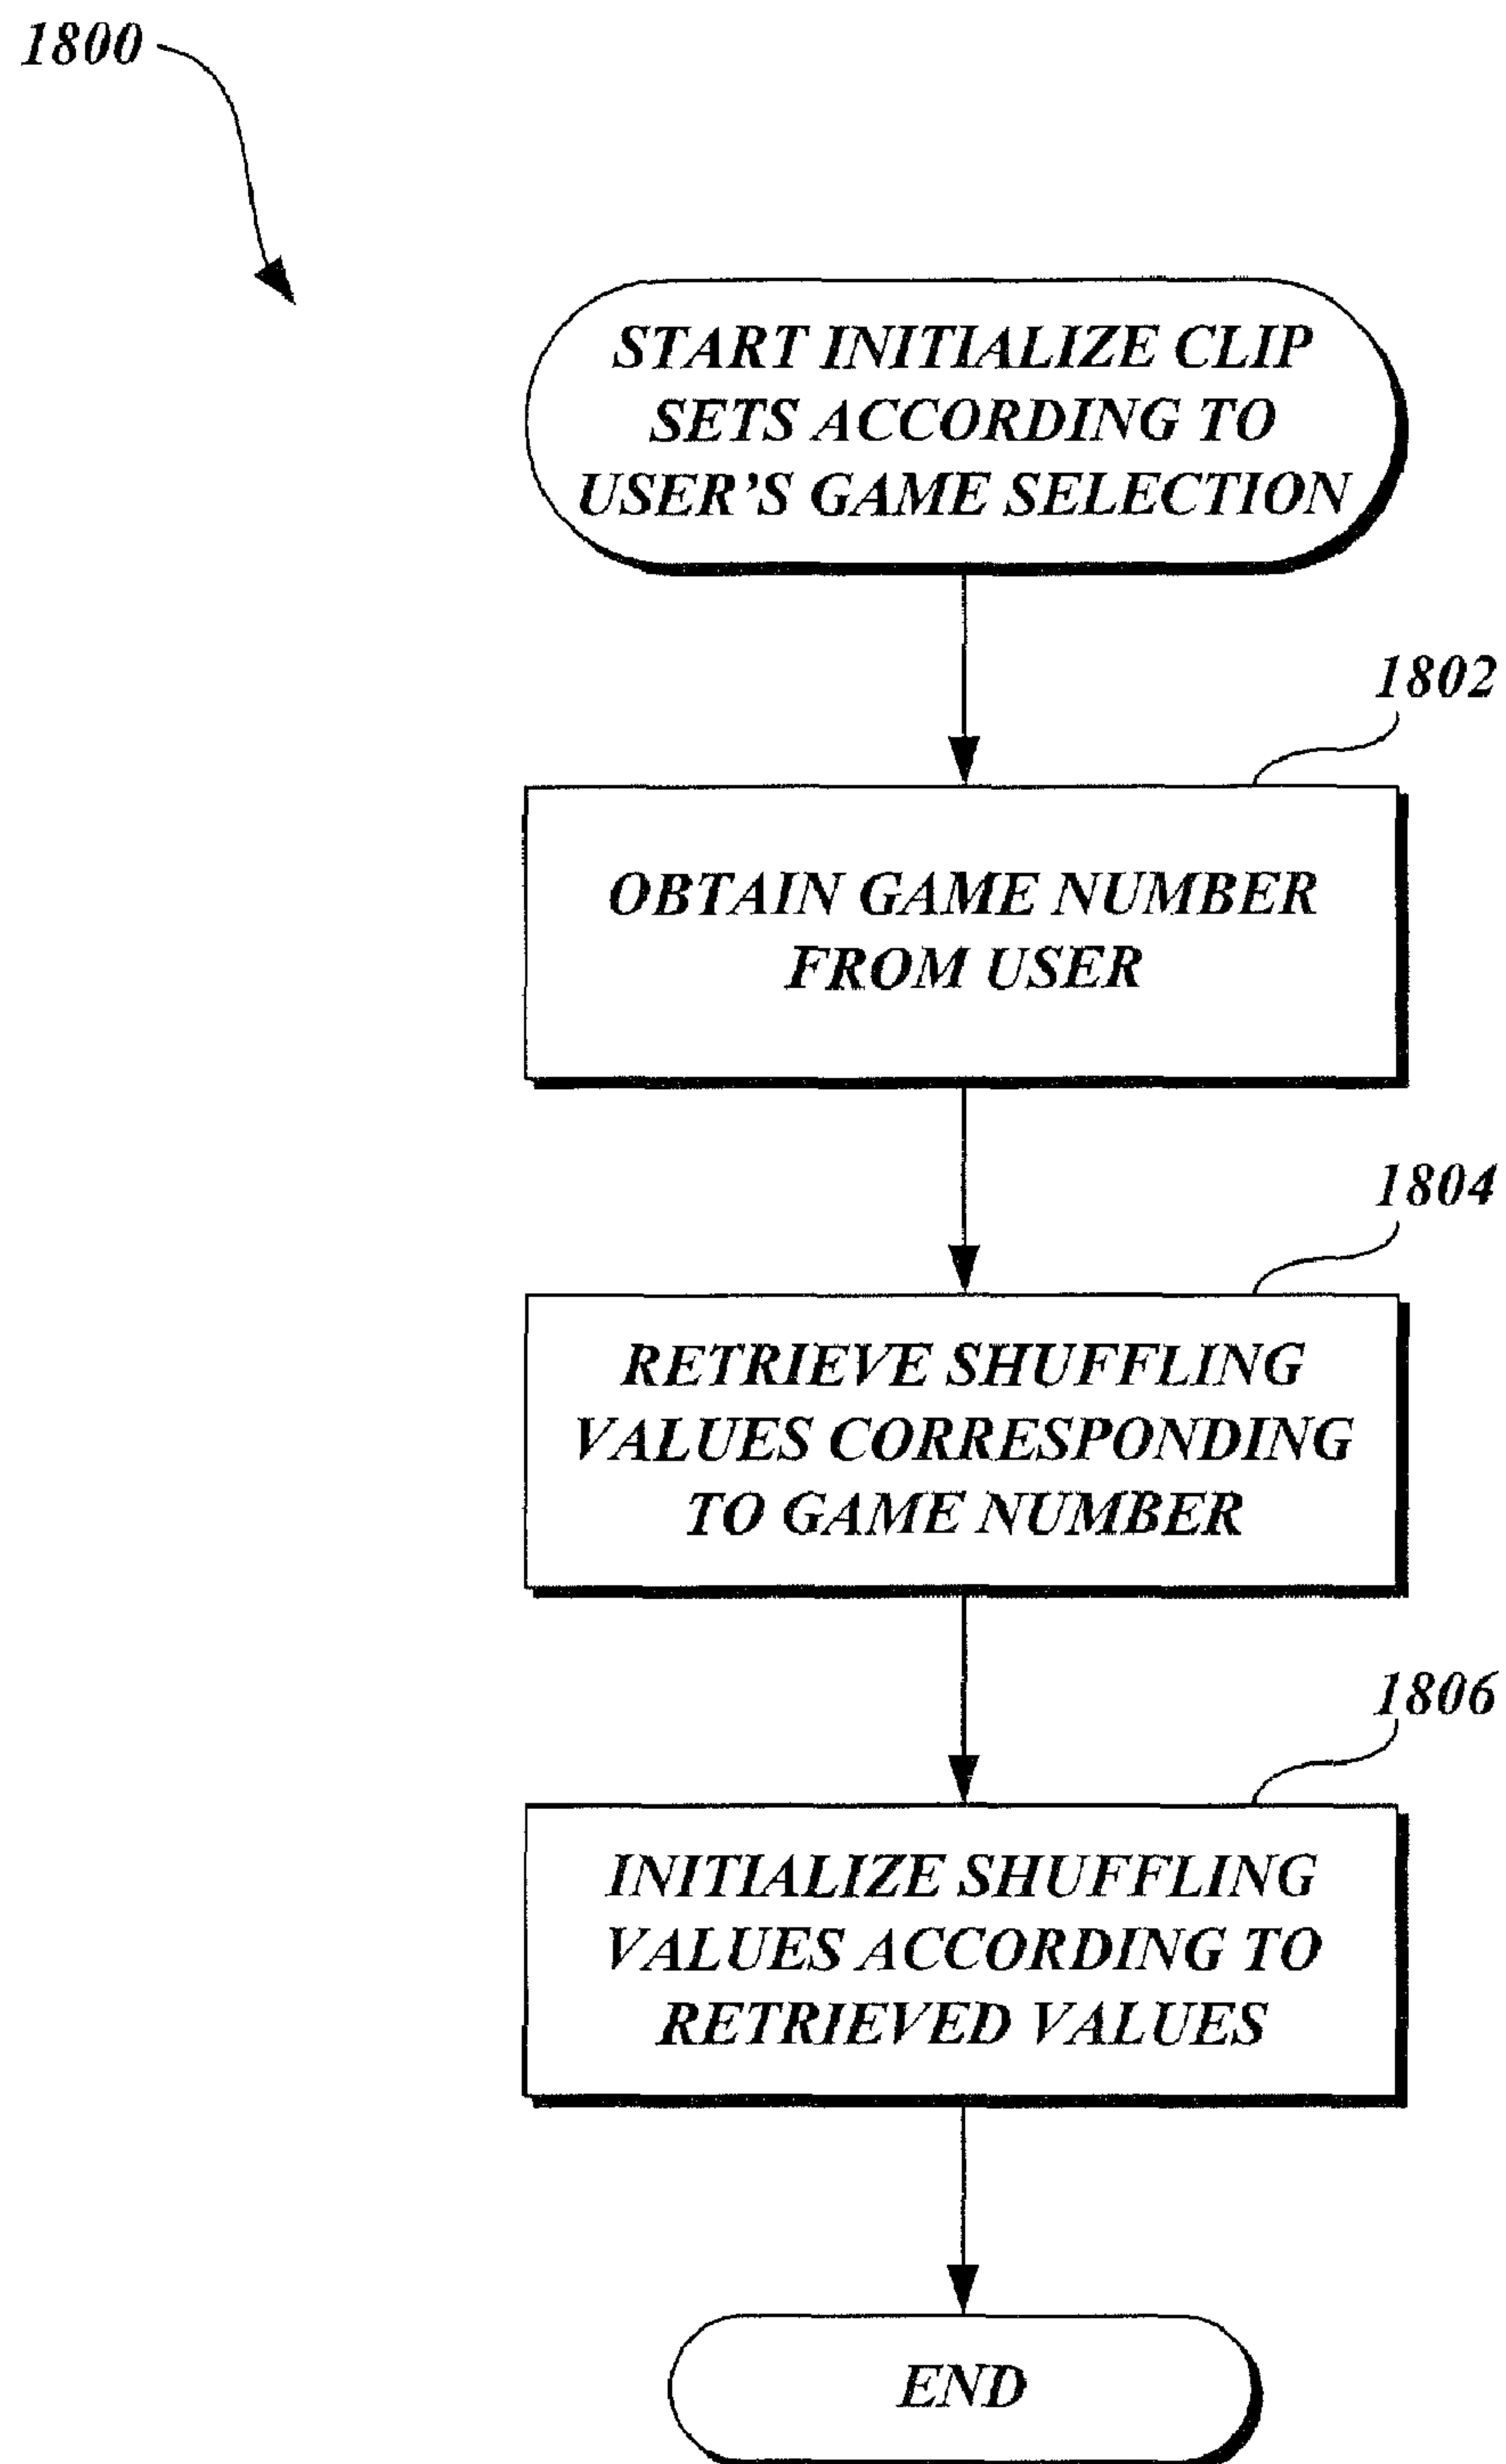 1800
START INITIALIZE CLIP
SETS ACCORDING TO
USER'S GAME SELECTION
1802
OBTAIN GAME NUMBER
FROM USER
1804
RETRIEVE SHUFFLING
VALUES CORRESPONDING
TO GAME NUMBER
1806
INITIALIZE SHUFFLING
VALUES ACCORDING TO
RETRIEVED VALUES
END